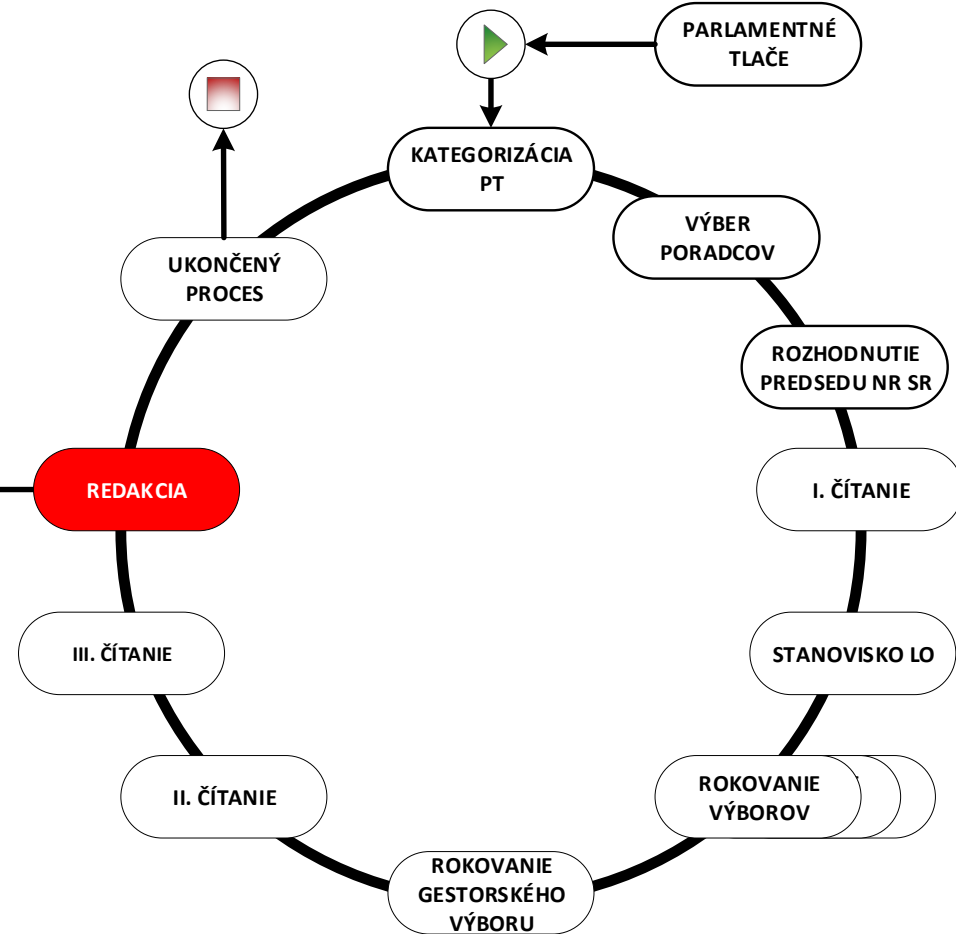 PARLAMENTNÉ
TLAČE
KATEGORIZÁCIA
PT
VÝBER
PORADCOV
ROZHODNUTIE
PREDSEDU NR SR
I. ČÍTANIE
STANOVISKO LO
ROKOVANIE
VÝBOROV
ROKOVANIE
GESTORSKÉHO
VÝBORU
II. ČÍTANIE
III. ČÍTANIE
REDAKCIA
UKONČENÝ
PROCES